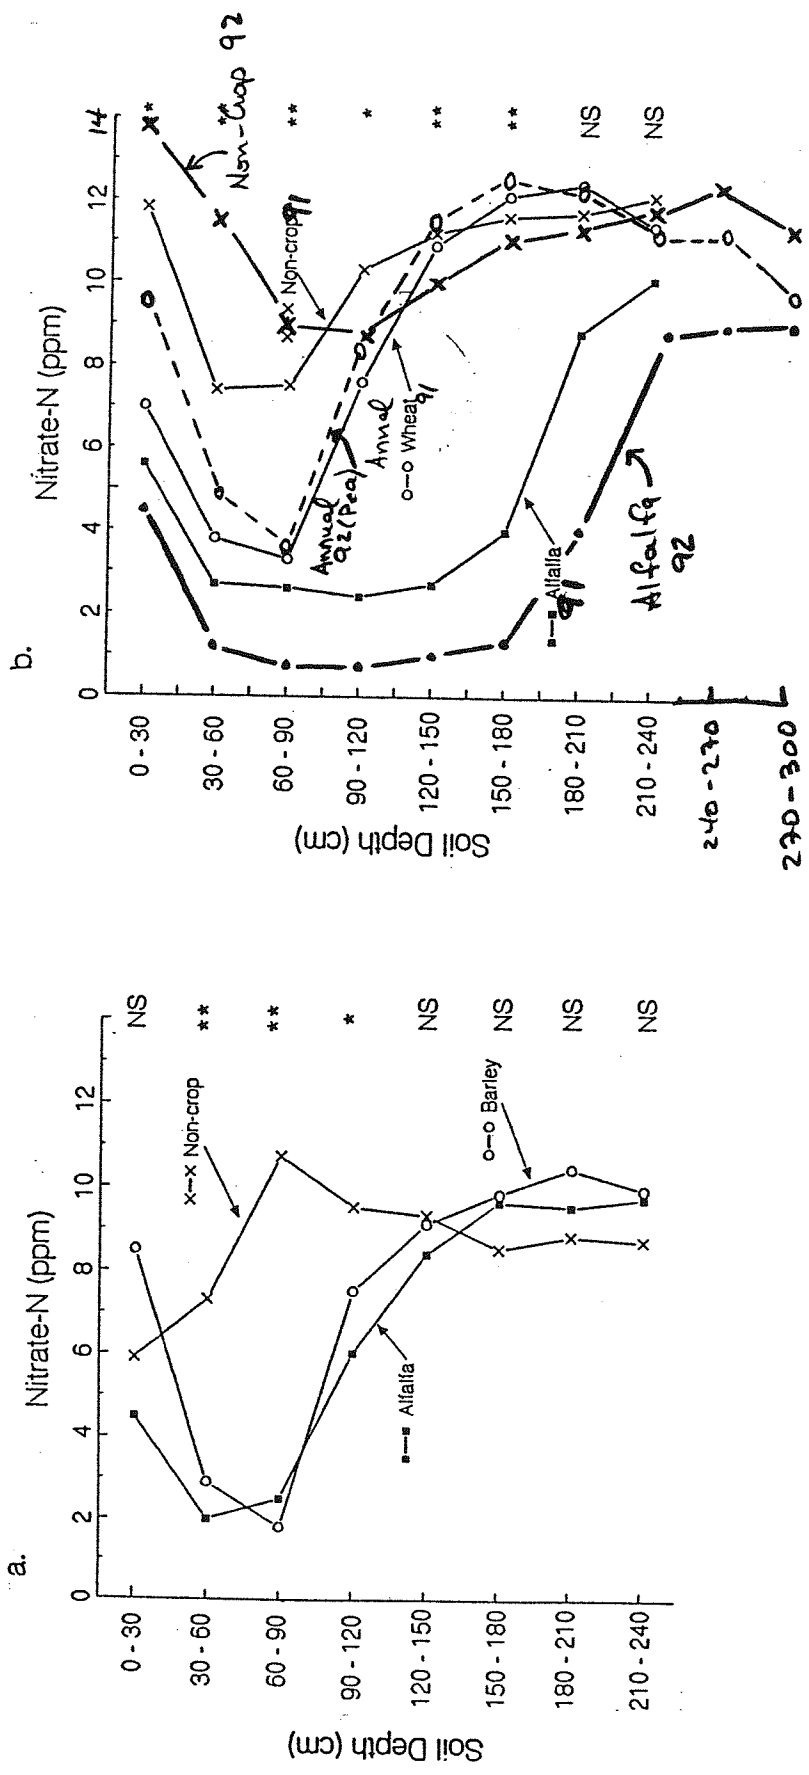 a.
Nitrate-N (ppm)
0 2 4 6 8 10 12
Soil Depth (cm)
0 - 30
30 - 60
60 - 90
90 - 120
120 - 150
150 - 180
180 - 210
210 - 240
×—× Non-crop
■—■ Alfalfa
○—○ Barley
NS
**
**
*
NS
NS
NS
NS
b.
Nitrate-N (ppm)
0 2 4 6 8 10 12 14
Soil Depth (cm)
0 - 30
30 - 60
60 - 90
90 - 120
120 - 150
150 - 180
180 - 210
210 - 240
240 - 270
270 - 300
Non-Crop 92
× Non-crop
91
Annual
92 (Pea)
Annual
○—○ Wheat
91
■—■ Alfalfa
91
Alfalfa
92
*
**
**
*
**
**
NS
NS